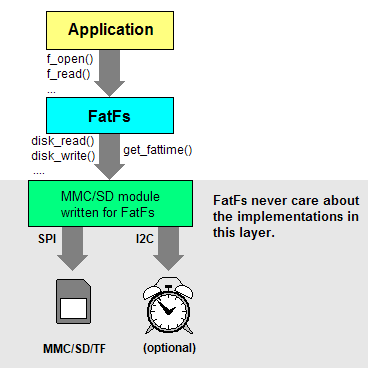 Application
f_open()
f_read()
...
FatFs
disk_read()
disk_write()
....
get_fattime()
MMC/SD module
written for FatFs
FatFs never care about
the implementations in
this layer.
SPI
I2C
MMC/SD/TF
(optional)